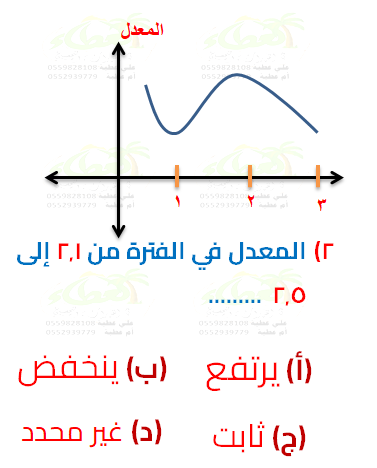 المعدل
١ ٢ ٣
٢) المعدل في الفترة من ٢,١ إلى
٢,٥ .........
(أ) يرتفع (ب) ينخفض
(ج) ثابت (د) غير محدد